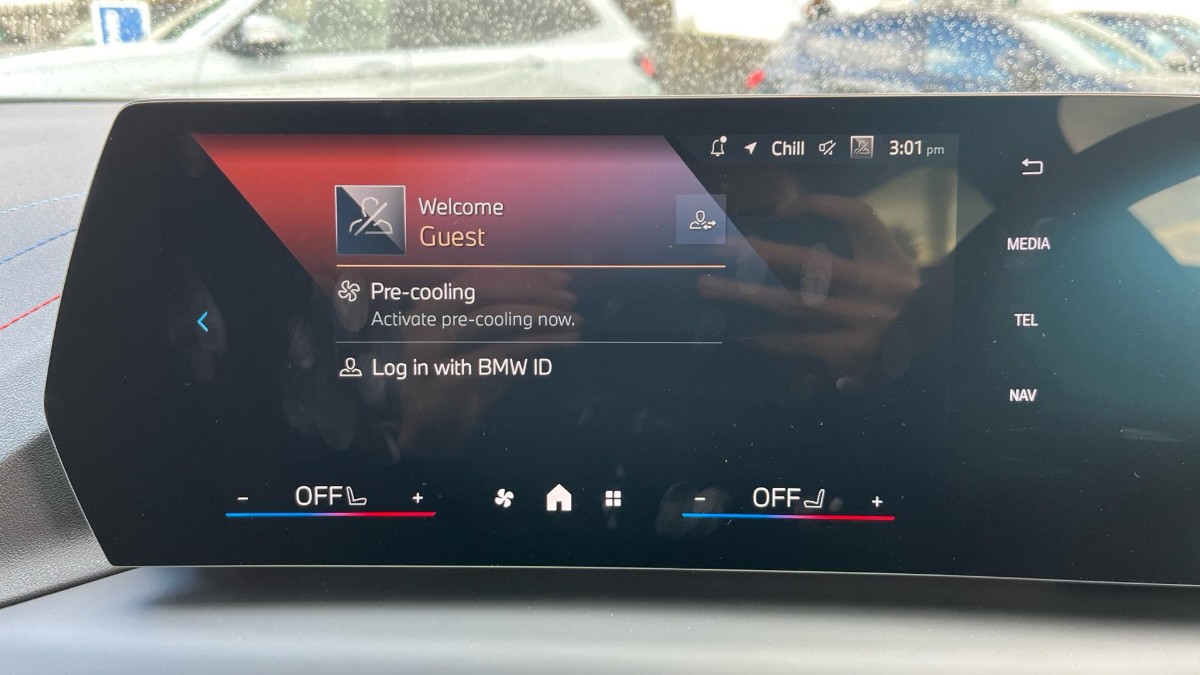 Chill
3:01 pm
Welcome
Guest
Pre-cooling
Activate pre-cooling now.
Log in with BMW ID
MEDIA
TEL
NAV
- OFF +
- OFF +